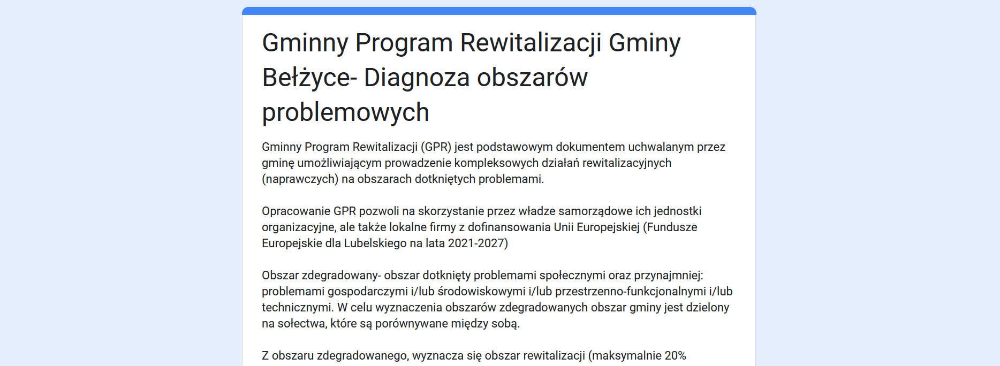 Gminny Program Rewitalizacji Gminy
Bełżyce- Diagnoza obszarów
problemowych
Gminny Program Rewitalizacji (GPR) jest podstawowym dokumentem uchwalanym przez
gminę umożliwiającym prowadzenie kompleksowych działań rewitalizacyjnych
(naprawczych) na obszarach dotkniętych problemami.
Opracowanie GPR pozwoli na skorzystanie przez władze samorządowe ich jednostki
organizacyjne, ale także lokalne firmy z dofinansowania Unii Europejskiej (Fundusze
Europejskie dla Lubelskiego na lata 2021-2027)
Obszar zdegradowany- obszar dotknięty problemami społecznymi oraz przynajmniej:
problemami gospodarczymi i/lub środowiskowymi i/lub przestrzenno-funkcjonalnymi i/lub
technicznymi. W celu wyznaczenia obszarów zdegradowanych obszar gminy jest dzielony
na sołectwa, które są porównywane między sobą.
Z obszaru zdegradowanego, wyznacza się obszar rewitalizacji (maksymalnie 20%